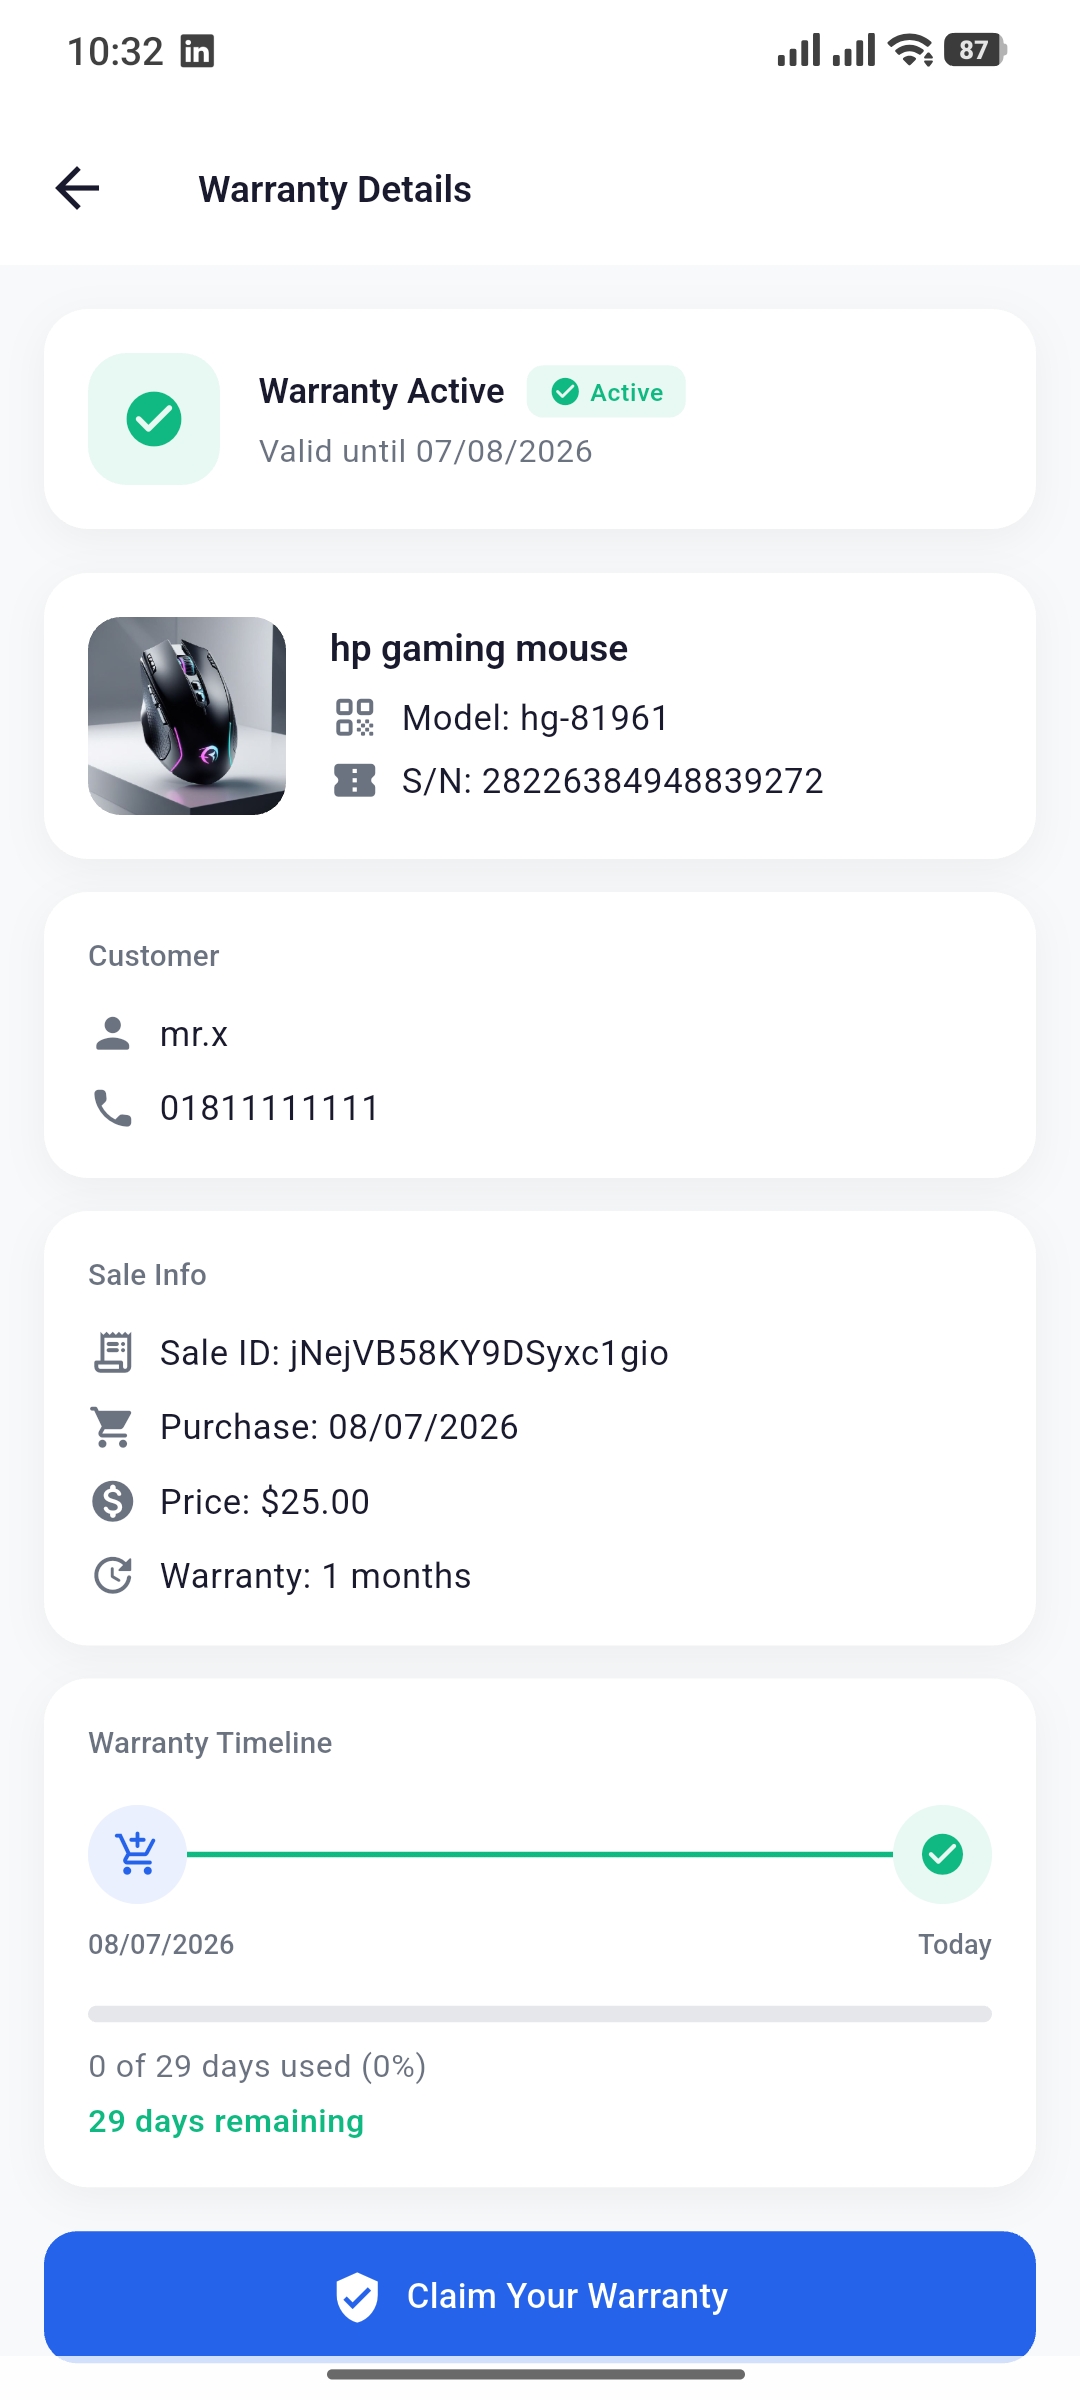 10:32 in 87
Warranty Details
Warranty Active Active
Valid until 07/08/2026
hp gaming mouse
Model: hg-81961
S/N: 28226384948839272
Customer
mr.x
01811111111
Sale Info
Sale ID: jNejVB58KY9DSyxc1gio
Purchase: 08/07/2026
Price: $25.00
Warranty: 1 months
Warranty Timeline
08/07/2026 Today
0 of 29 days used (0%)
29 days remaining
Claim Your Warranty